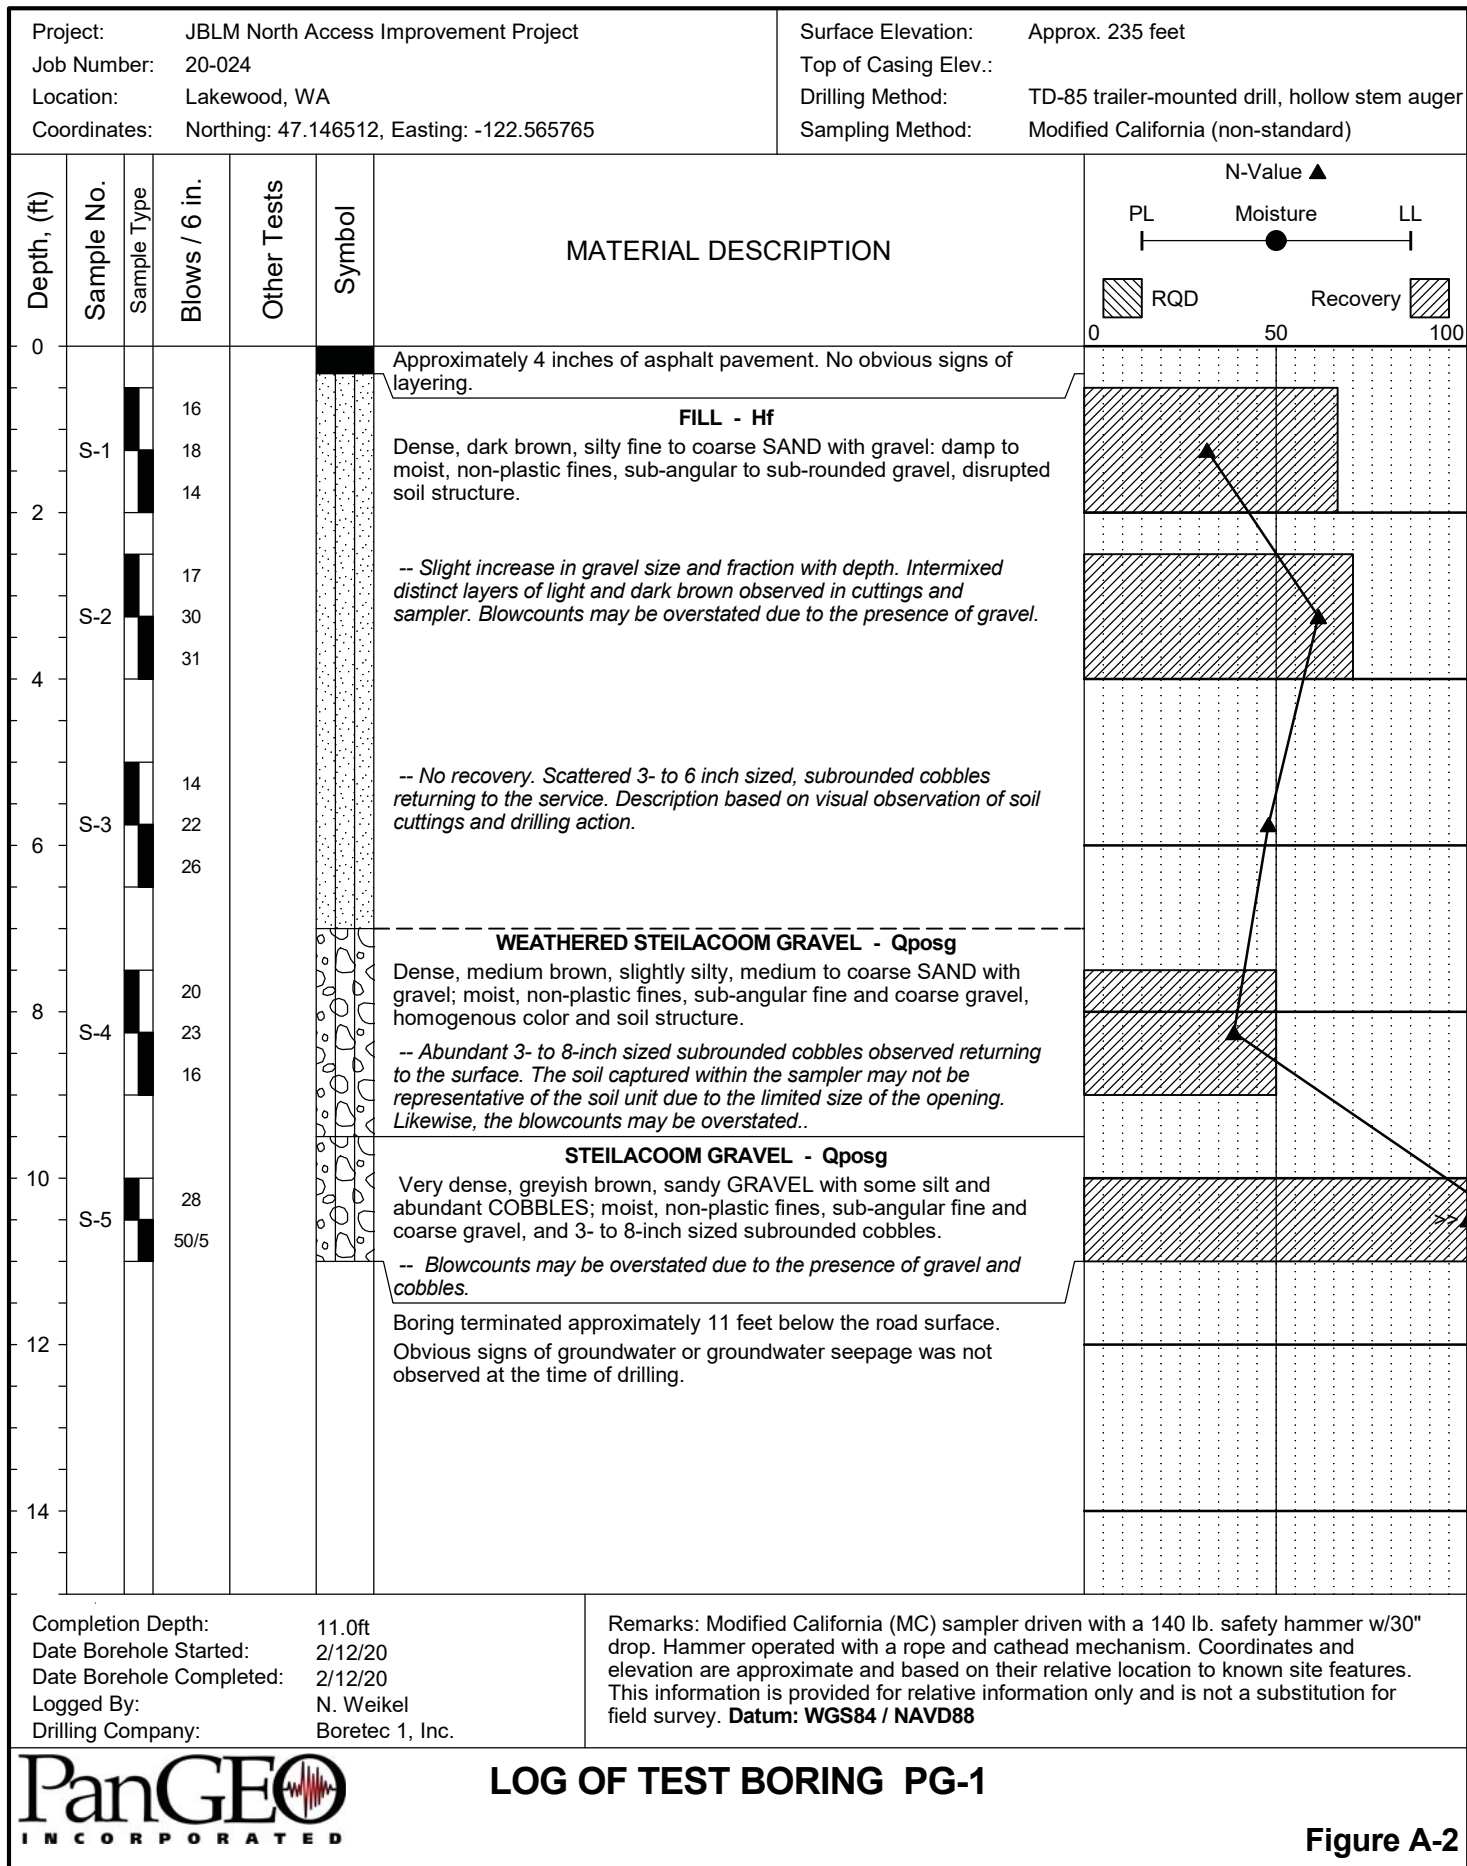 Project: JBLM North Access Improvement Project
Job Number: 20-024
Location: Lakewood, WA
Coordinates: Northing: 47.146512, Easting: -122.565765
Surface Elevation: Approx. 235 feet
Top of Casing Elev.:
Drilling Method: TD-85 trailer-mounted drill, hollow stem auger
Sampling Method: Modified California (non-standard)
Depth, (ft)
Sample No.
Sample Type
Blows / 6 in.
Other Tests
Symbol
MATERIAL DESCRIPTION
N-Value ▲
PL Moisture LL
RQD Recovery
0 50 100
0
Approximately 4 inches of asphalt pavement. No obvious signs of
layering.
FILL - Hf
Dense, dark brown, silty fine to coarse SAND with gravel: damp to
moist, non-plastic fines, sub-angular to sub-rounded gravel, disrupted
soil structure.
S-1
16
18
14
2
-- Slight increase in gravel size and fraction with depth. Intermixed
distinct layers of light and dark brown observed in cuttings and
sampler. Blowcounts may be overstated due to the presence of gravel.
S-2
17
30
31
4
-- No recovery. Scattered 3- to 6 inch sized, subrounded cobbles
returning to the service. Description based on visual observation of soil
cuttings and drilling action.
S-3
14
22
26
6
WEATHERED STEILACOOM GRAVEL - Qposg
Dense, medium brown, slightly silty, medium to coarse SAND with
gravel; moist, non-plastic fines, sub-angular fine and coarse gravel,
homogenous color and soil structure.
-- Abundant 3- to 8-inch sized subrounded cobbles observed returning
to the surface. The soil captured within the sampler may not be
representative of the soil unit due to the limited size of the opening.
Likewise, the blowcounts may be overstated..
8
S-4
20
23
16
STEILACOOM GRAVEL - Qposg
Very dense, greyish brown, sandy GRAVEL with some silt and
abundant COBBLES; moist, non-plastic fines, sub-angular fine and
coarse gravel, and 3- to 8-inch sized subrounded cobbles.
-- Blowcounts may be overstated due to the presence of gravel and
cobbles.
10
S-5
28
50/5
>>
Boring terminated approximately 11 feet below the road surface.
Obvious signs of groundwater or groundwater seepage was not
observed at the time of drilling.
12
14
Completion Depth: 11.0ft
Date Borehole Started: 2/12/20
Date Borehole Completed: 2/12/20
Logged By: N. Weikel
Drilling Company: Boretec 1, Inc.
Remarks: Modified California (MC) sampler driven with a 140 lb. safety hammer w/30"
drop. Hammer operated with a rope and cathead mechanism. Coordinates and
elevation are approximate and based on their relative location to known site features.
This information is provided for relative information only and is not a substitution for
field survey. Datum: WGS84 / NAVD88
PanGEO
INCORPORATED
LOG OF TEST BORING PG-1
Figure A-2